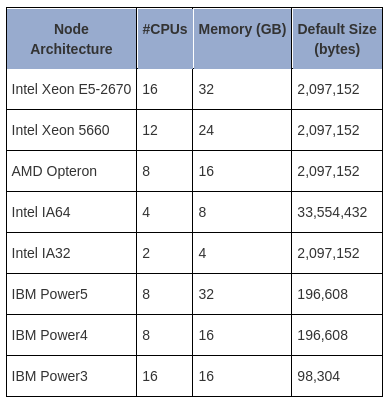 Node Architecture #CPUs Memory (GB) Default Size (bytes)
Intel Xeon E5-2670 16 32 2,097,152
Intel Xeon 5660 12 24 2,097,152
AMD Opteron 8 16 2,097,152
Intel IA64 4 8 33,554,432
Intel IA32 2 4 2,097,152
IBM Power5 8 32 196,608
IBM Power4 8 16 196,608
IBM Power3 16 16 98,304